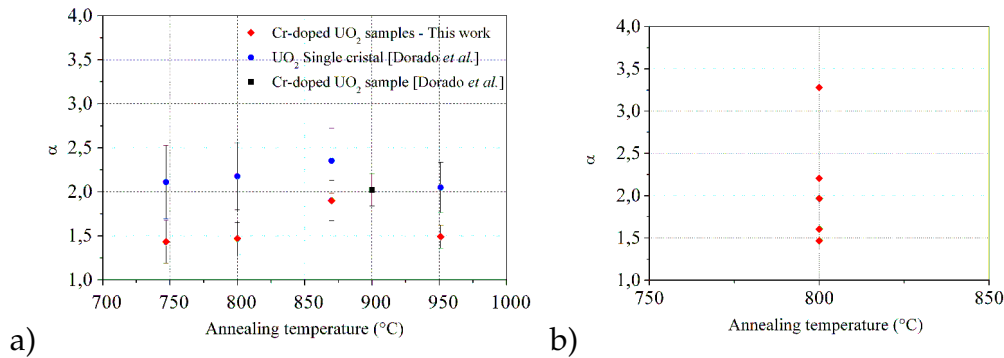 4,0
3,5
3,0
2,5
2,0
1,5
1,0
α
Cr-doped UO₂ samples - This work
UO₂ Single cristal [Dorado et al.]
Cr-doped UO₂ sample [Dorado et al.]
700 750 800 850 900 950 1000
Annealing temperature (°C)
a)
4,0
3,5
3,0
2,5
2,0
1,5
1,0
α
750 800 850
Annealing temperature (°C)
b)